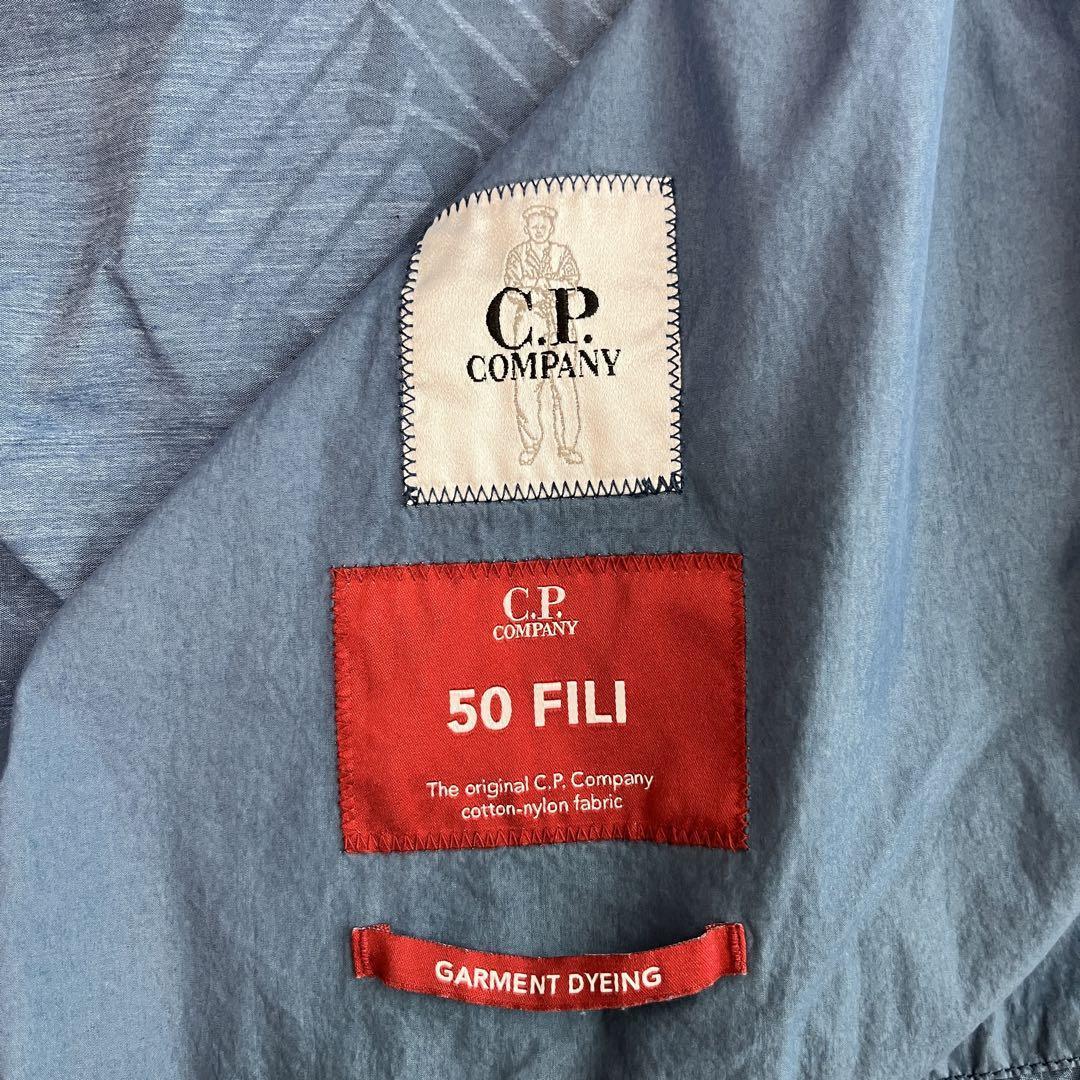 C.P.
COMPANY
C.P.
COMPANY
50 FILI
The original C.P. Company
cotton-nylon fabric
GARMENT DYEING